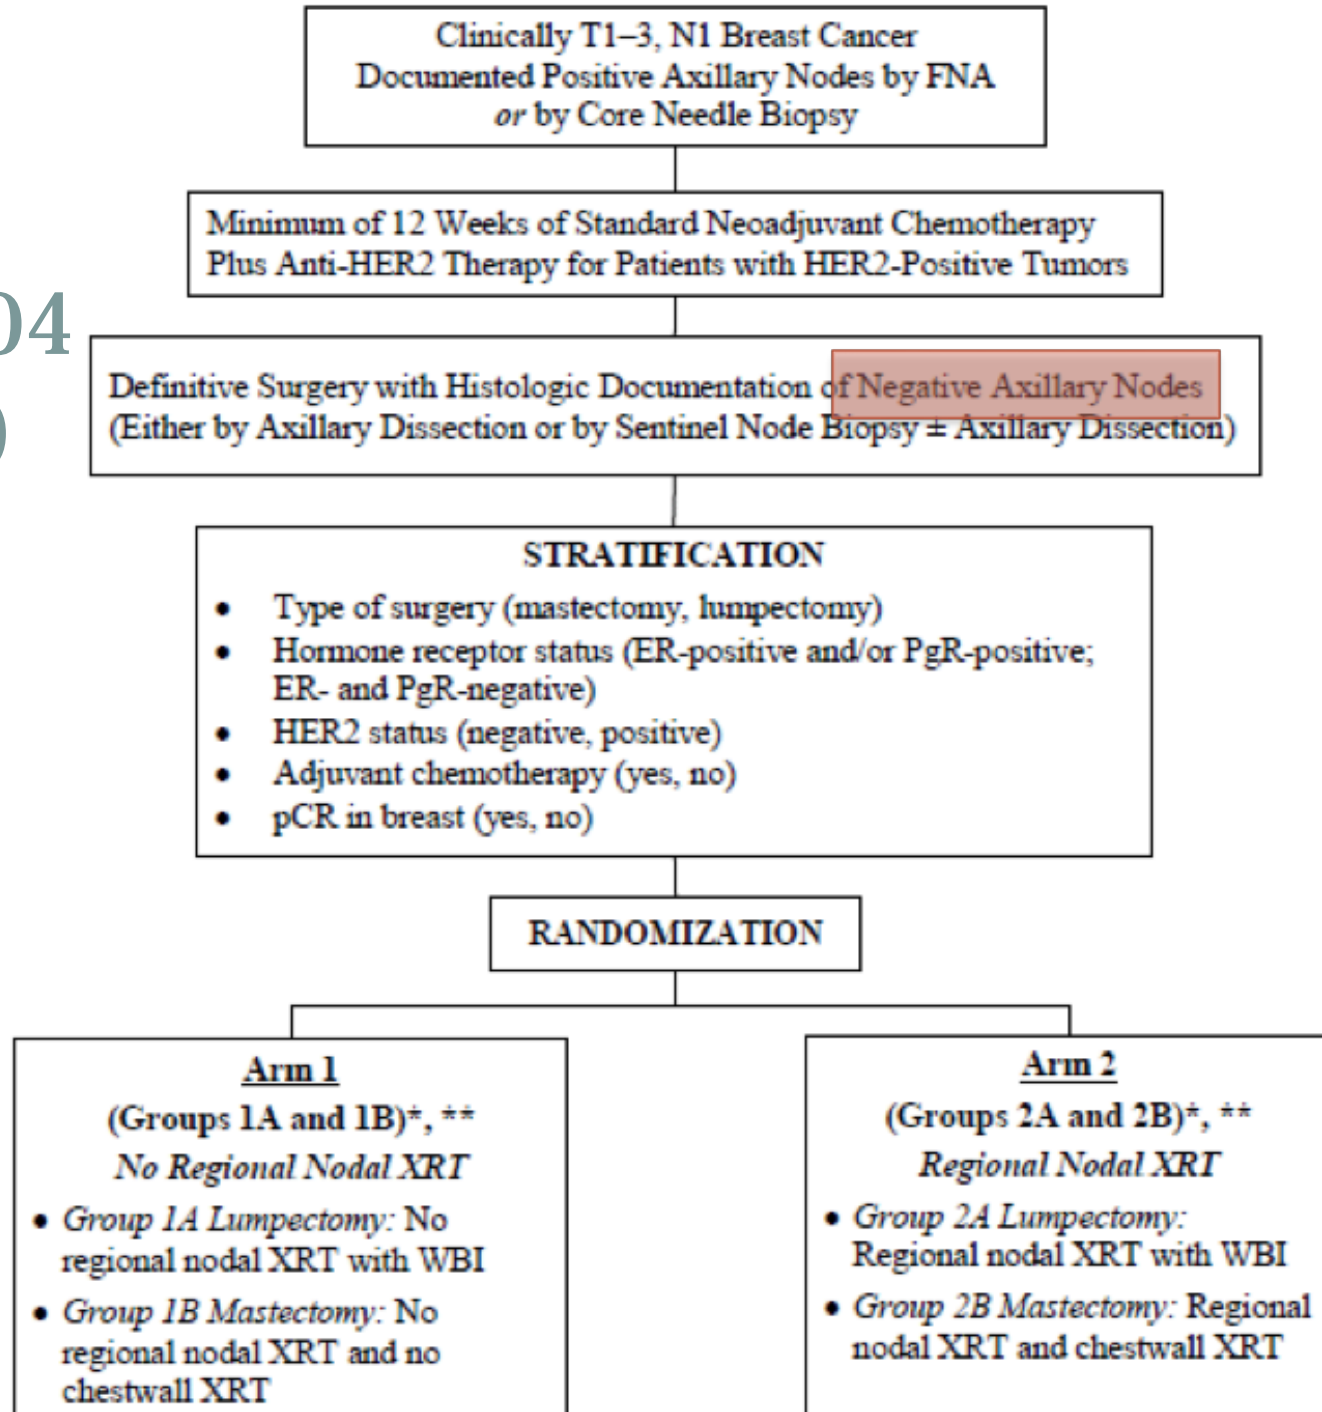 Clinically T1–3, N1 Breast Cancer
Documented Positive Axillary Nodes by FNA
or by Core Needle Biopsy
Minimum of 12 Weeks of Standard Neoadjuvant Chemotherapy
Plus Anti-HER2 Therapy for Patients with HER2-Positive Tumors
04
)
Definitive Surgery with Histologic Documentation of Negative Axillary Nodes
(Either by Axillary Dissection or by Sentinel Node Biopsy ± Axillary Dissection)
STRATIFICATION
• Type of surgery (mastectomy, lumpectomy)
• Hormone receptor status (ER-positive and/or PgR-positive;
ER- and PgR-negative)
• HER2 status (negative, positive)
• Adjuvant chemotherapy (yes, no)
• pCR in breast (yes, no)
RANDOMIZATION
Arm 1
(Groups 1A and 1B)*, **
No Regional Nodal XRT
• Group 1A Lumpectomy: No
regional nodal XRT with WBI
• Group 1B Mastectomy: No
regional nodal XRT and no
chestwall XRT
Arm 2
(Groups 2A and 2B)*, **
Regional Nodal XRT
• Group 2A Lumpectomy:
Regional nodal XRT with WBI
• Group 2B Mastectomy: Regional
nodal XRT and chestwall XRT